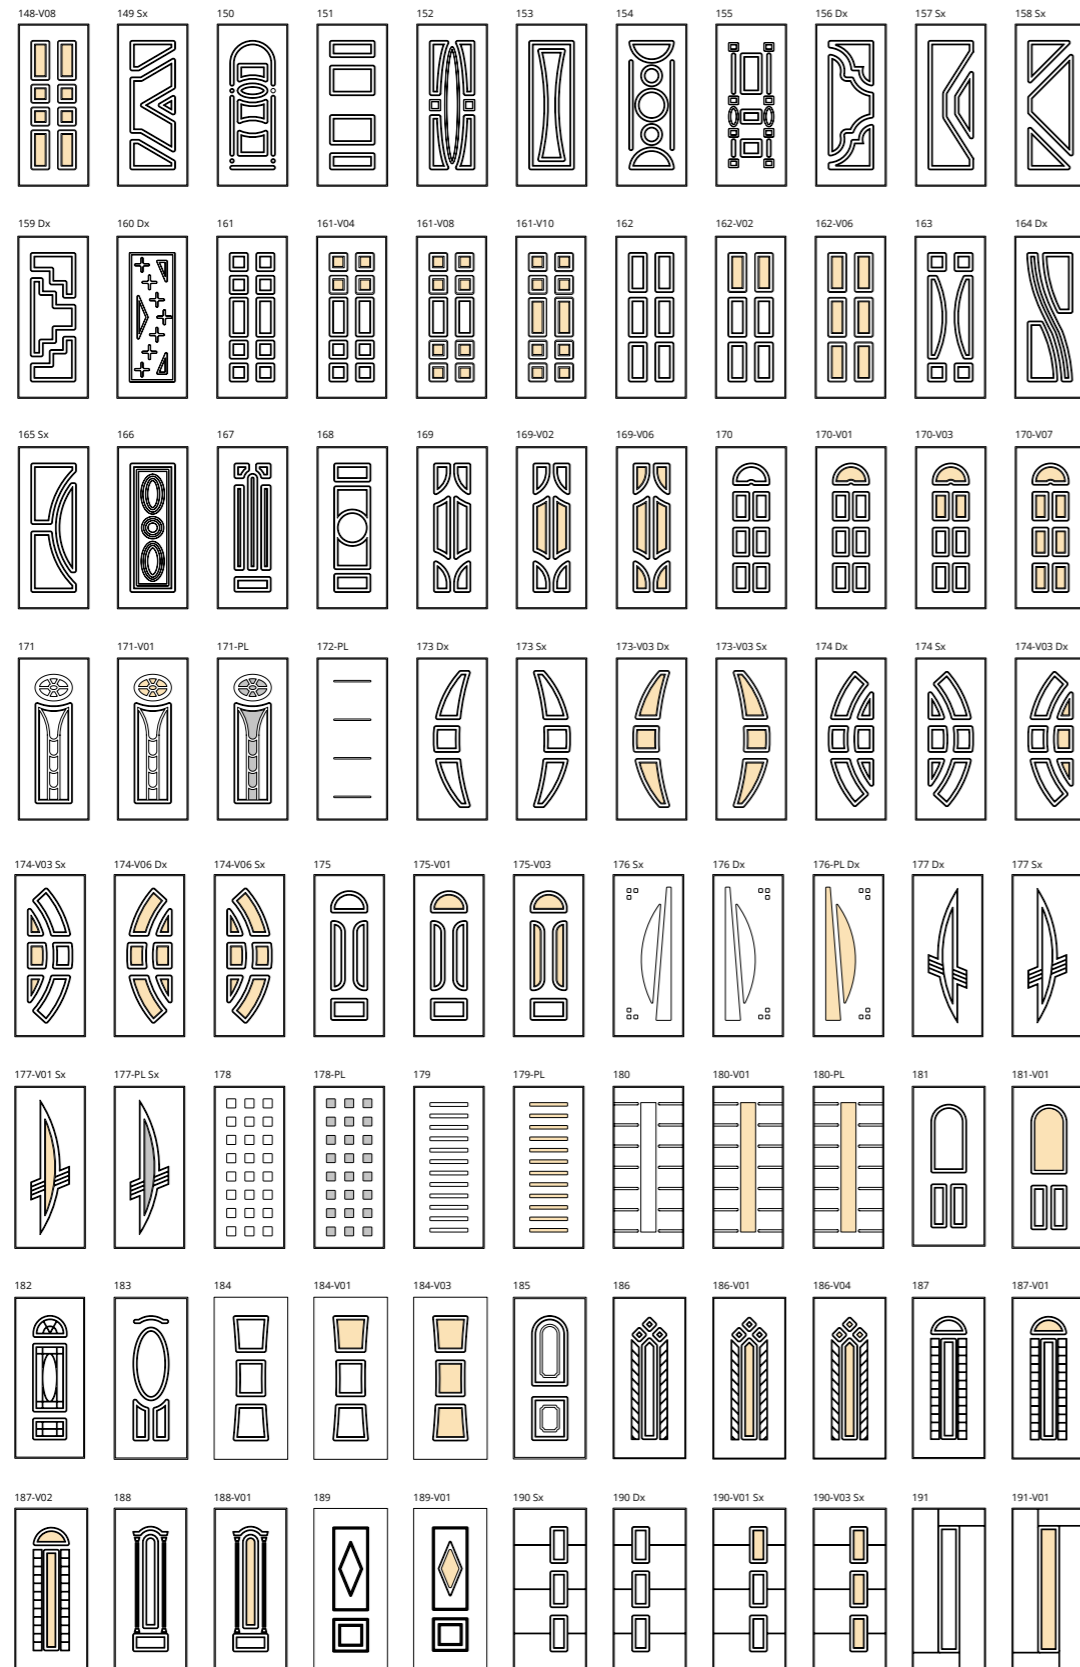 148-V08 149 Sx 150 151 152 153 154 155 156 Dx 157 Sx 158 Sx
159 Dx 160 Dx 161 161-V04 161-V08 161-V10 162 162-V02 162-V06 163 164 Dx
165 Sx 166 167 168 169 169-V02 169-V06 170 170-V01 170-V03 170-V07
171 171-V01 171-PL 172-PL 173 Dx 173 Sx 173-V03 Dx 173-V03 Sx 174 Dx 174 Sx 174-V03 Dx
174-V03 Sx 174-V06 Dx 174-V06 Sx 175 175-V01 175-V03 176 Sx 176 Dx 176-PL Dx 177 Dx 177 Sx
177-V01 Sx 177-PL Sx 178 178-PL 179 179-PL 180 180-V01 180-PL 181 181-V01
182 183 184 184-V01 184-V03 185 186 186-V01 186-V04 187 187-V01
187-V02 188 188-V01 189 189-V01 190 Sx 190 Dx 190-V01 Sx 190-V03 Sx 191 191-V01